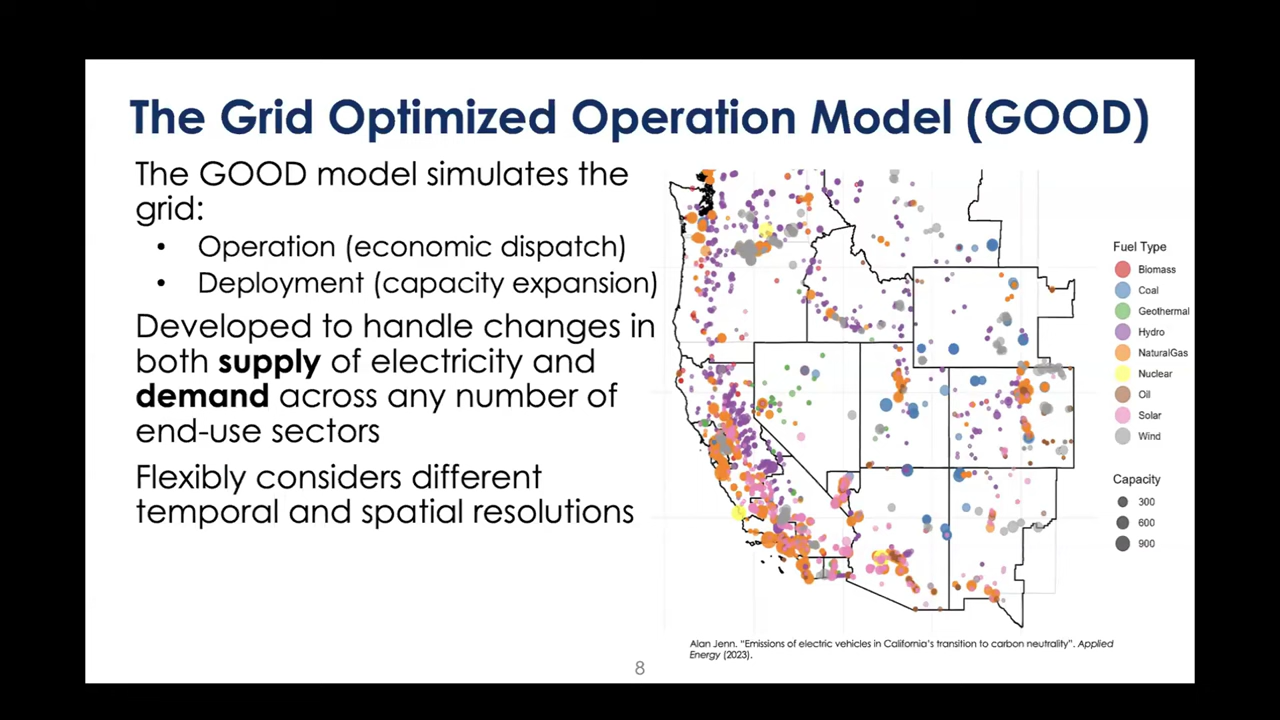 The Grid Optimized Operation Model (GOOD)
The GOOD model simulates the
grid:
• Operation (economic dispatch)
• Deployment (capacity expansion)
Developed to handle changes in
both supply of electricity and
demand across any number of
end-use sectors
Flexibly considers different
temporal and spatial resolutions
Fuel Type
Biomass
Coal
Geothermal
Hydro
NaturalGas
Nuclear
Oil
Solar
Wind
Capacity
300
600
900
Alan Jenn. “Emissions of electric vehicles in California’s transition to carbon neutrality”. Applied
Energy (2023).
8